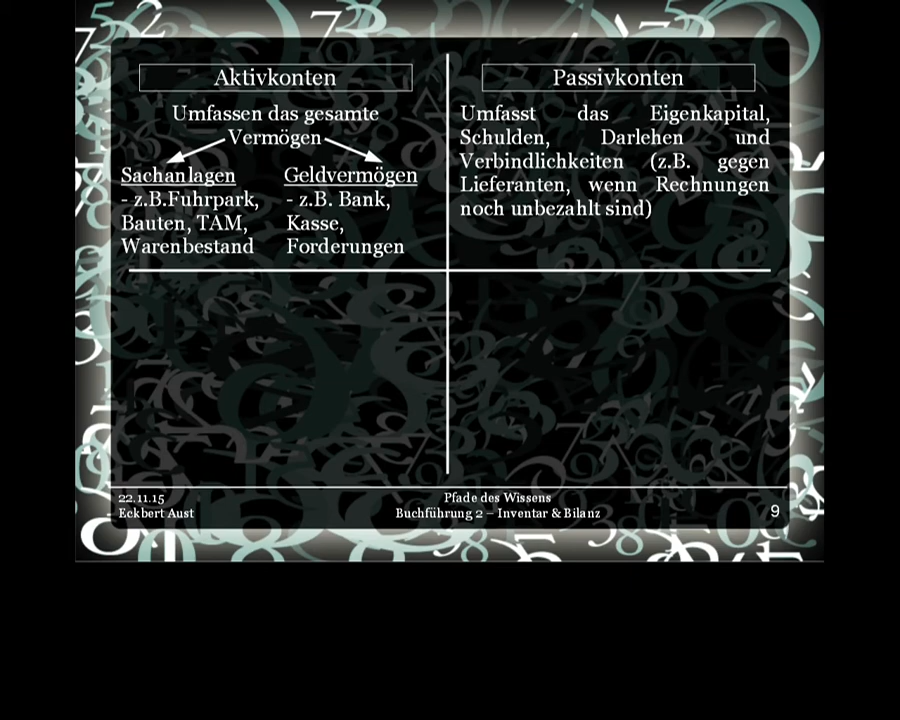 Aktivkonten
Umfassen das gesamte
Vermögen
Sachanlagen
- z.B.Fuhrpark,
Bauten, TAM,
Warenbestand
Geldvermögen
- z.B. Bank,
Kasse,
Forderungen
Passivkonten
Umfasst das Eigenkapital,
Schulden, Darlehen und
Verbindlichkeiten (z.B. gegen
Lieferanten, wenn Rechnungen
noch unbezahlt sind)
22.11.15
Eckbert Aust
Pfade des Wissens
Buchführung 2 – Inventar & Bilanz
9